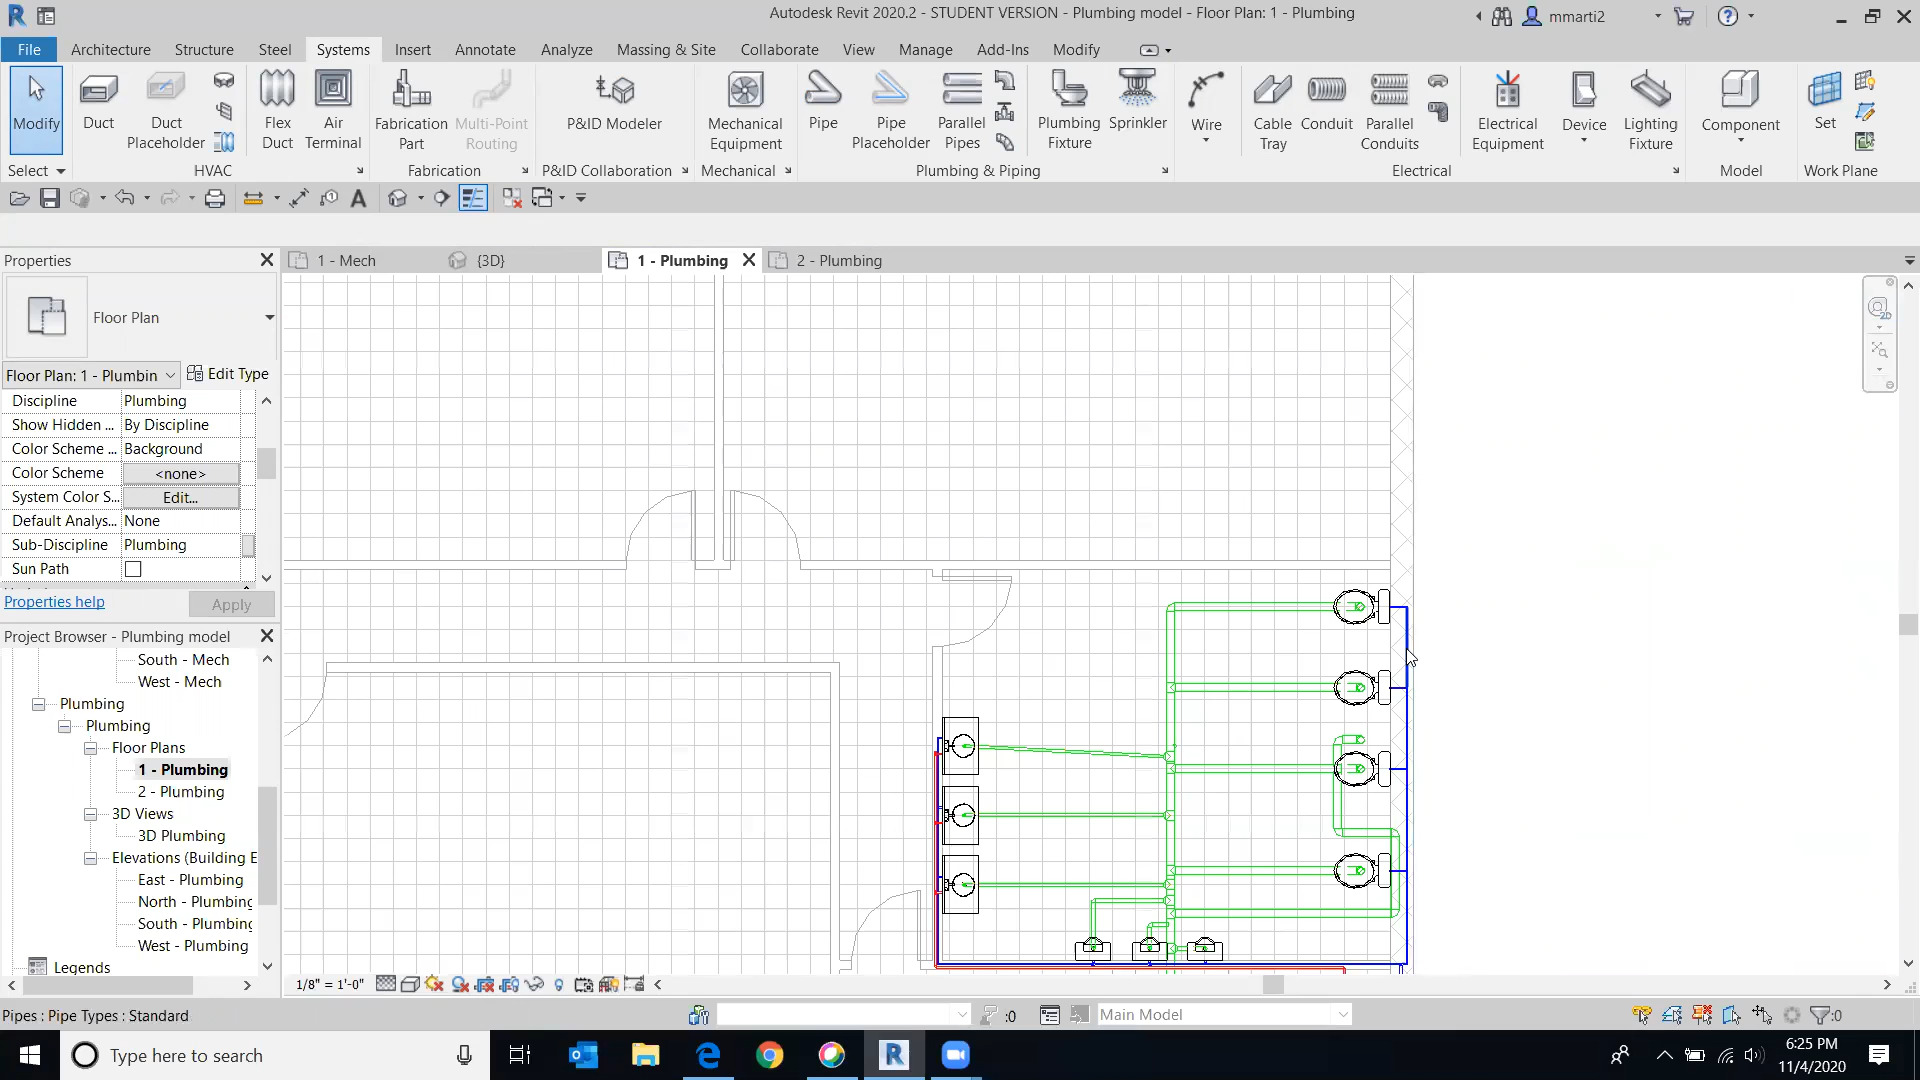 Autodesk Revit 2020.2 - STUDENT VERSION - Plumbing model - Floor Plan: 1 - Plumbing
mmarti2
File Architecture Structure Steel Systems Insert Annotate Analyze Massing & Site Collaborate View Manage Add-Ins Modify
Modify
Duct
Duct Placeholder
Flex Duct
Air Terminal
Fabrication Part
Multi-Point Routing
P&ID Modeler
Mechanical Equipment
Pipe
Pipe Placeholder
Parallel Pipes
Plumbing Fixture
Sprinkler
Wire
Cable Tray
Conduit
Parallel Conduits
Electrical Equipment
Device
Lighting Fixture
Component
Set
Select HVAC Fabrication P&ID Collaboration Mechanical Plumbing & Piping Electrical Model Work Plane
A
Properties
1 - Mech {3D} 1 - Plumbing 2 - Plumbing
Floor Plan
Floor Plan: 1 - Plumbin Edit Type
Discipline Plumbing
Show Hidden ... By Discipline
Color Scheme ... Background
Color Scheme <none>
System Color S... Edit...
Default Analys... None
Sub-Discipline Plumbing
Sun Path
Properties help Apply
Project Browser - Plumbing model
South - Mech
West - Mech
Plumbing
Plumbing
Floor Plans
1 - Plumbing
2 - Plumbing
3D Views
3D Plumbing
Elevations (Building E
East - Plumbing
North - Plumbing
South - Plumbing
West - Plumbing
Legends
2D
1/8" = 1'-0"
Pipes : Pipe Types : Standard
:0
Main Model
:0
Type here to search
6:25 PM
11/4/2020